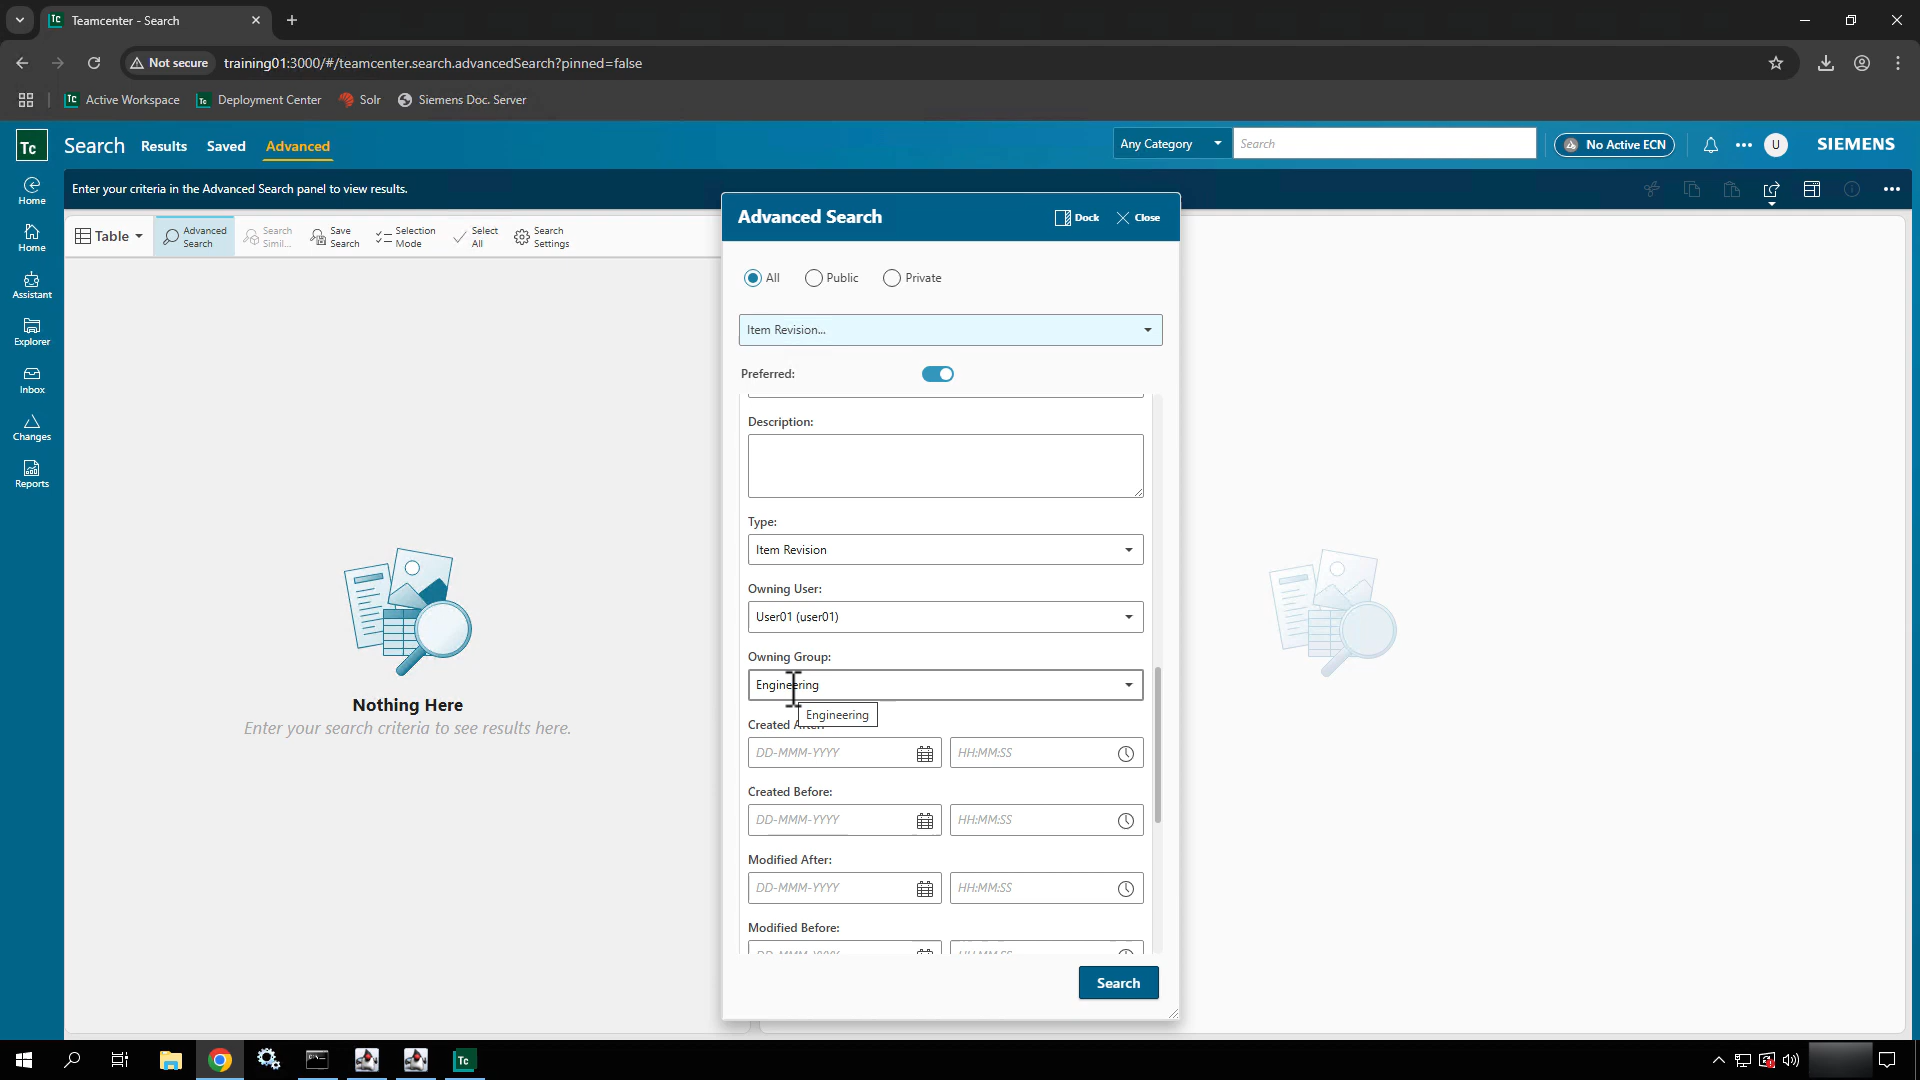 Teamcenter - Search
Not secure
training01:3000/#/teamcenter.search.advancedSearch?pinned=false
Active Workspace
Deployment Center
Solr
Siemens Doc. Server
Tc
Search
Results
Saved
Advanced
Any Category
Search
No Active ECN
U
SIEMENS
Enter your criteria in the Advanced Search panel to view results.
Home
Home
Assistant
Explorer
Inbox
Changes
Reports
Table
Advanced Search
Search Simil...
Save Search
Selection Mode
Select All
Search Settings
Nothing Here
Enter your search criteria to see results here.
Advanced Search
Dock
Close
All
Public
Private
Item Revision...
Preferred:
Description:
Type:
Item Revision
Owning User:
User01 (user01)
Owning Group:
Engineering
Engineering
Created After:
DD-MMM-YYYY
HH:MM:SS
Created Before:
DD-MMM-YYYY
HH:MM:SS
Modified After:
DD-MMM-YYYY
HH:MM:SS
Modified Before:
Search
Tc